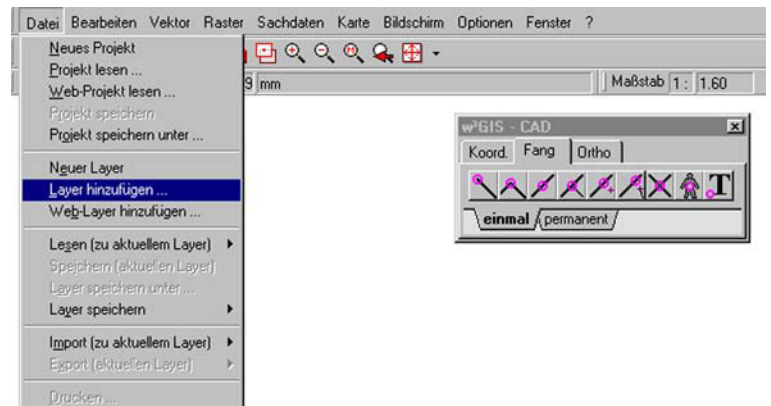 Datei Bearbeiten Vektor Raster Sachdaten Karte Bildschirm Optionen Fenster ?
Neues Projekt
Projekt lesen ...
Web-Projekt lesen ...
Projekt speichern
Projekt speichern unter ...
Neuer Layer
Layer hinzufügen ...
Web-Layer hinzufügen ...
Lesen (zu aktuellem Layer)
Speichern (aktuellen Layer)
Layer speichern unter ...
Layer speichern
Import (zu aktuellem Layer)
Export (aktuellen Layer)
Drucken ...
9 mm Maßstab 1 : 1.60
w³GIS - CAD
Koord. Fang Ortho
T
einmal permanent